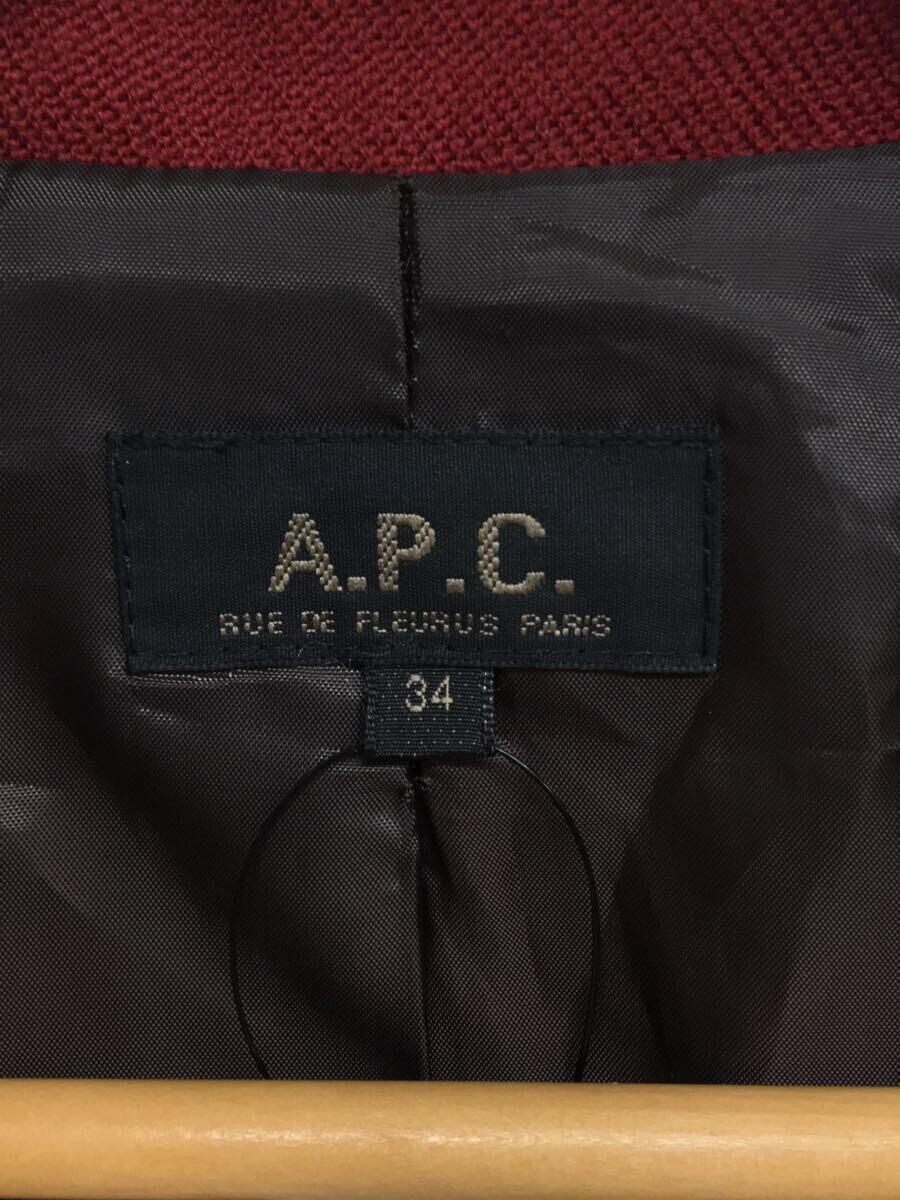 A.P.C.
RUE DE FLEURUS PARIS
34